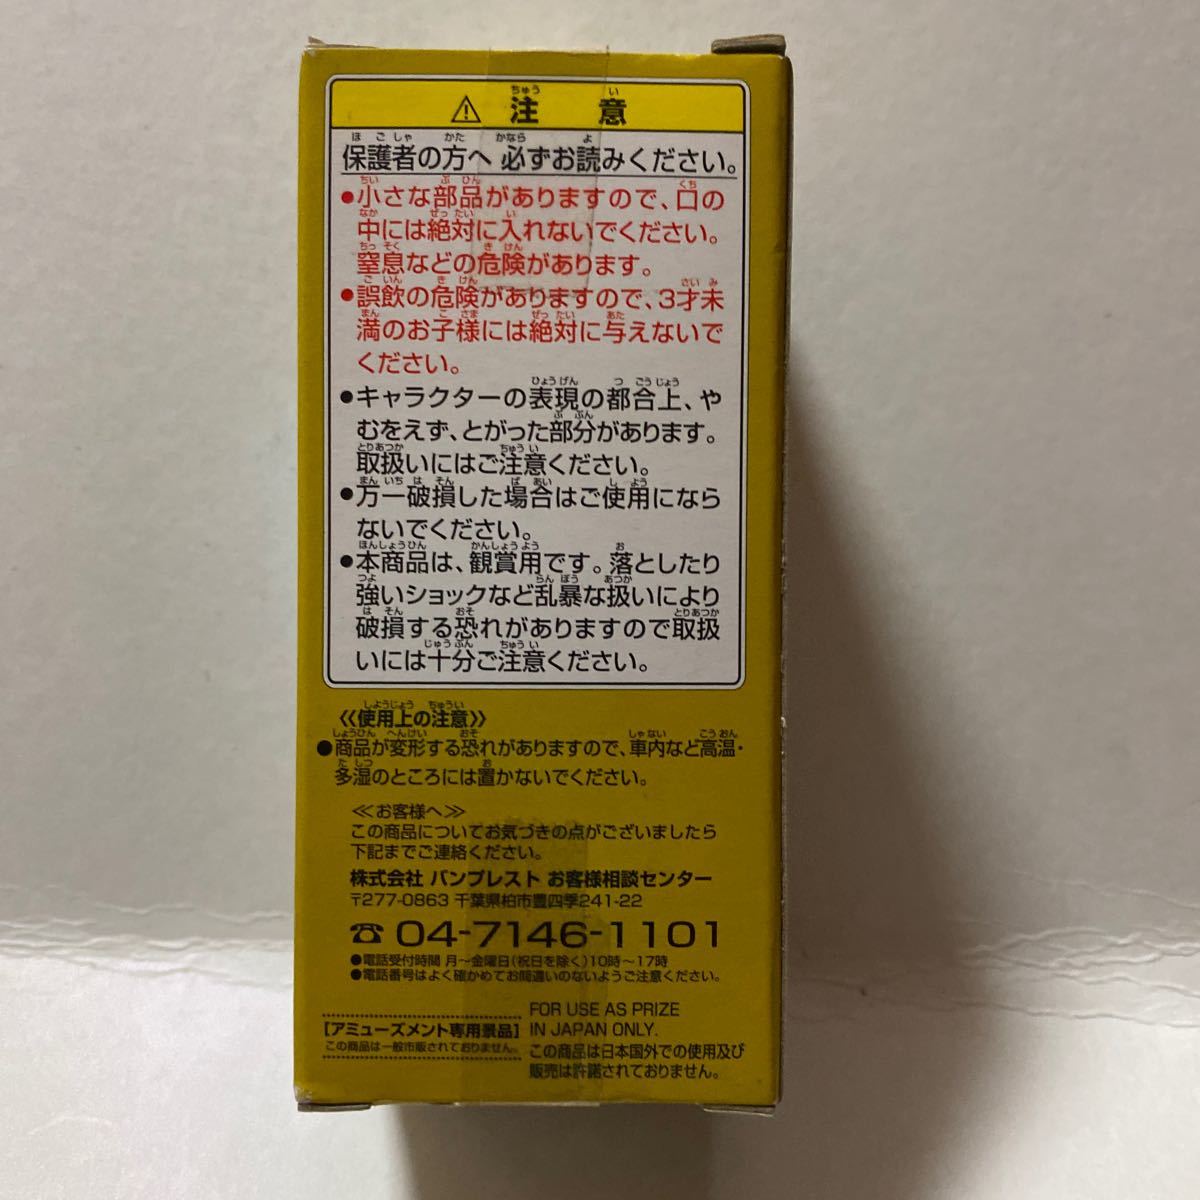 ⚠ 注意
保護者の方へ 必ずお読みください。
●小さな部品がありますので、口の
中には絶対に入れないでください。
窒息などの危険があります。
●誤飲の危険がありますので、3才未
満のお子様には絶対に与えないで
ください。
●キャラクターの表現の都合上、や
むをえず、とがった部分があります。
取扱いにはご注意ください。
●万一破損した場合はご使用になら
ないでください。
●本商品は、観賞用です。落としたり
強いショックなど乱暴な扱いにより
破損する恐れがありますので取扱
いには十分ご注意ください。
《使用上の注意》
●商品が変形する恐れがありますので、車内など高温・
多湿のところには置かないでください。
≪お客様へ≫
この商品についてお気づきの点がございましたら
下記までご連絡ください。
株式会社 バンプレスト お客様相談センター
〒277-0863 千葉県柏市豊四季241-22
☎ 04-7146-1101
●電話受付時間 月～金曜日(祝日を除く)10時～17時
●電話番号はよく確かめてお間違いのないようご注意ください。
[アミューズメント専用景品]
この商品は一般市販されておりません。
FOR USE AS PRIZE
IN JAPAN ONLY.
この商品は日本国外での使用及び
販売は許諾されておりません。